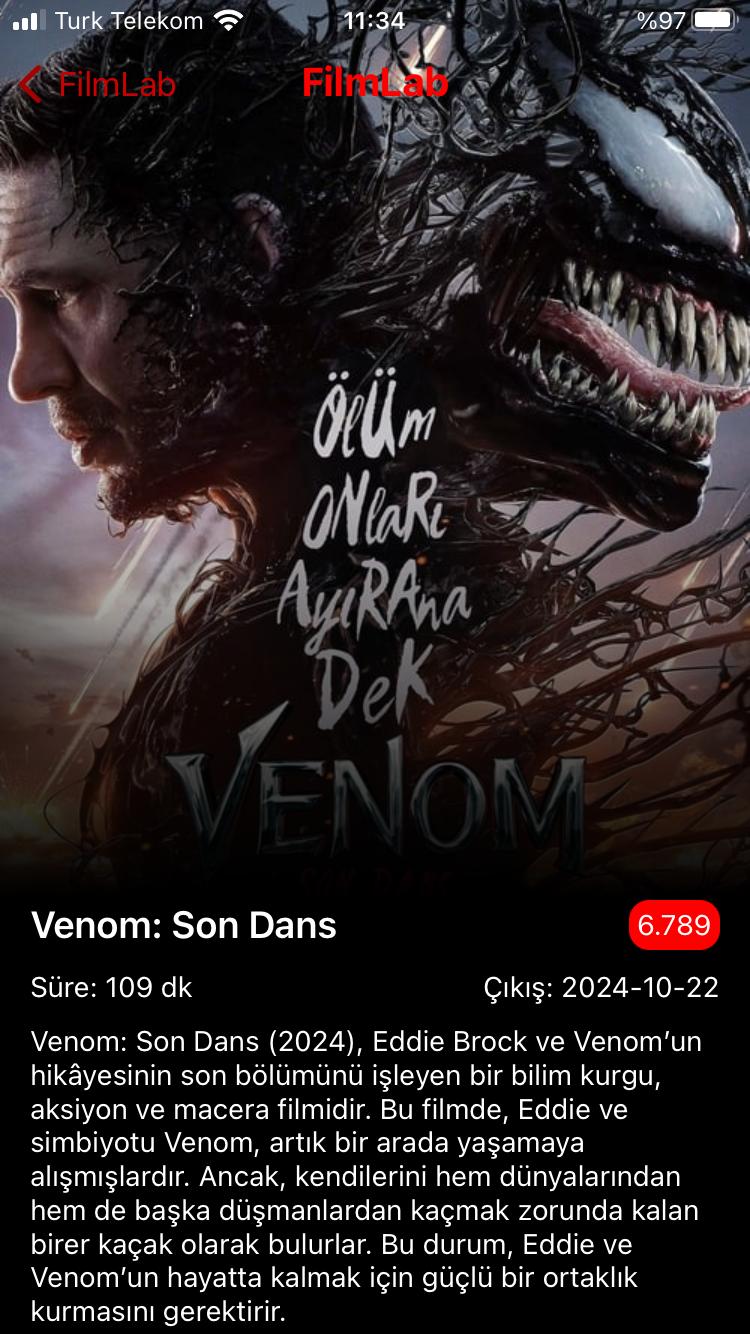 Turk Telekom 11:34 %97
FilmLab FilmLab
ÖlÜm
ONlaRı
AyıRAna
DeK
VENOM
SON DANS
Venom: Son Dans 6.789
Süre: 109 dk Çıkış: 2024-10-22
Venom: Son Dans (2024), Eddie Brock ve Venom’un
hikâyesinin son bölümünü işleyen bir bilim kurgu,
aksiyon ve macera filmidir. Bu filmde, Eddie ve
simbiyotu Venom, artık bir arada yaşamaya
alışmışlardır. Ancak, kendilerini hem dünyalarından
hem de başka düşmanlardan kaçmak zorunda kalan
birer kaçak olarak bulurlar. Bu durum, Eddie ve
Venom’un hayatta kalmak için güçlü bir ortaklık
kurmasını gerektirir.